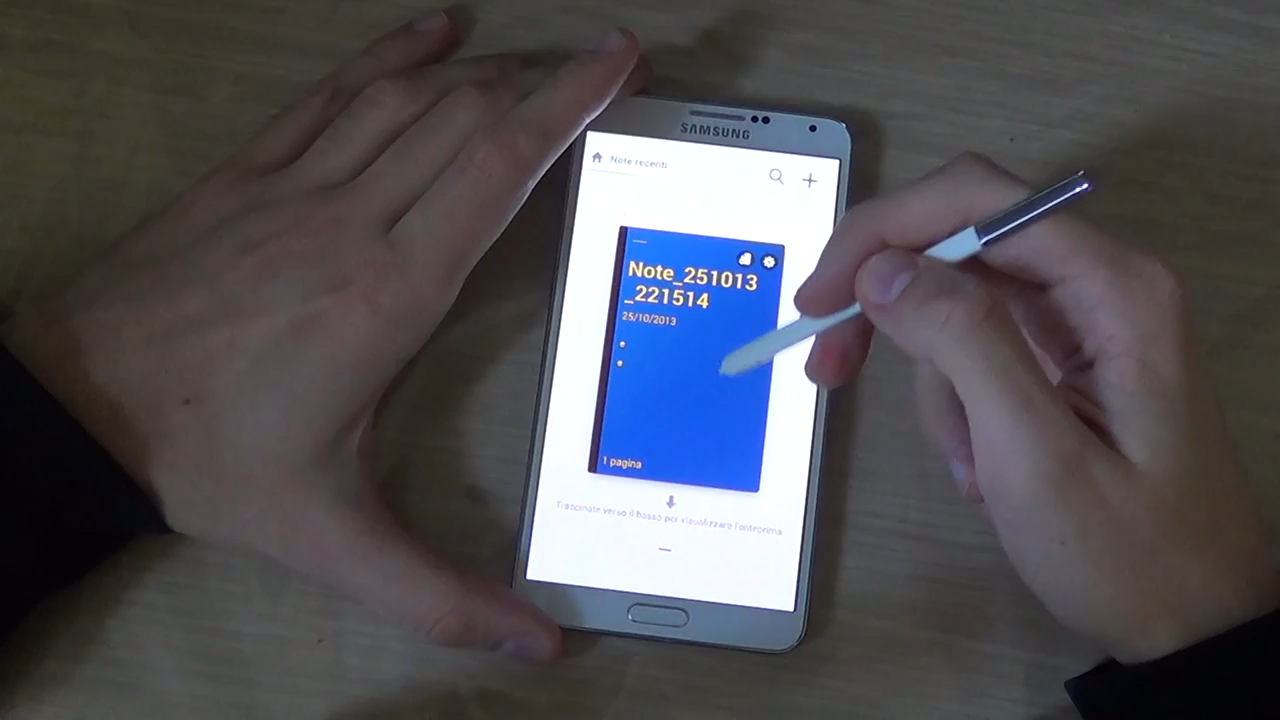 SAMSUNG
Note recenti
Note_251013
_221514
25/10/2013
1 pagina
Trascinate verso il basso per visualizzare l'anteprima